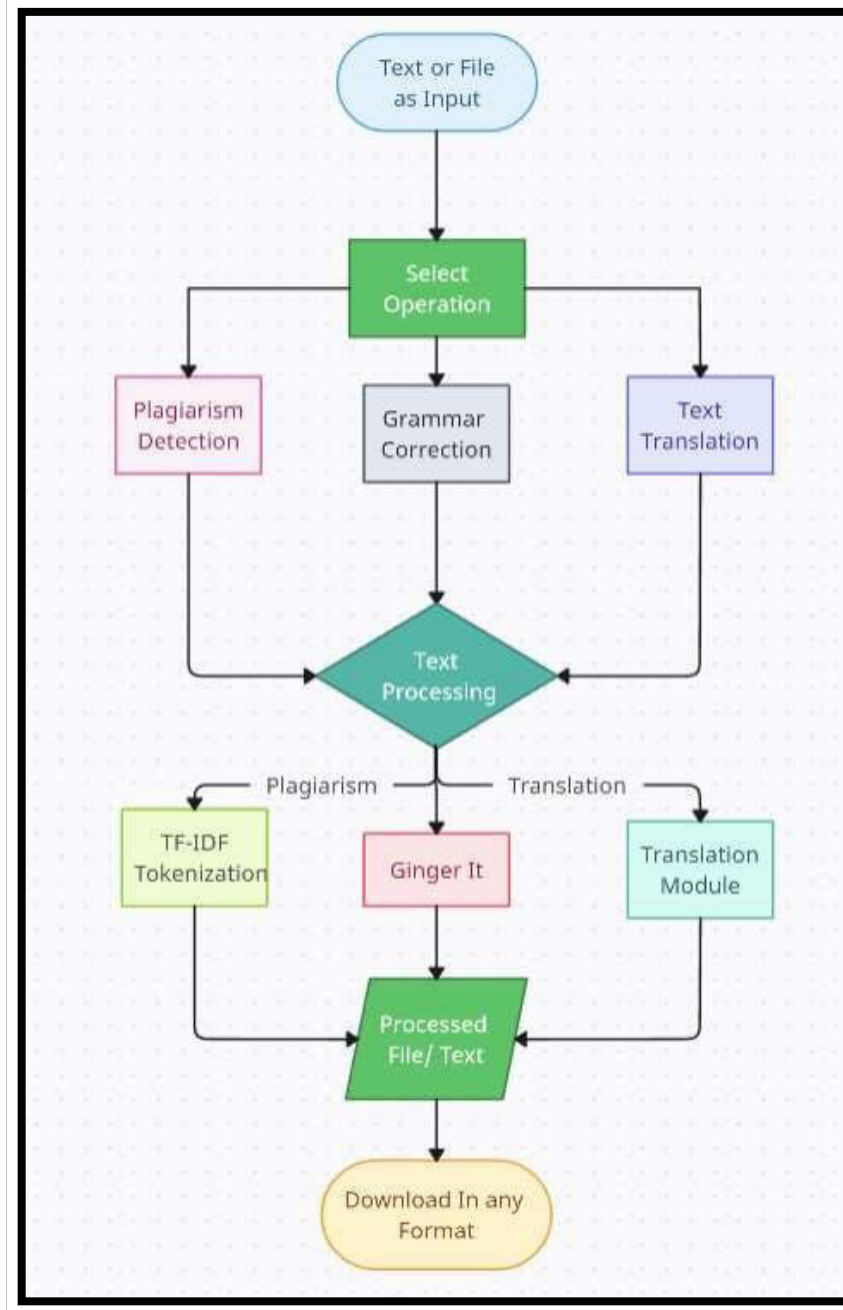 Text or File
as Input
Select
Operation
Plagiarism
Detection
Grammar
Correction
Text
Translation
Text
Processing
Plagiarism
Translation
TF-IDF
Tokenization
Ginger It
Translation
Module
Processed
File/ Text
Download In any
Format